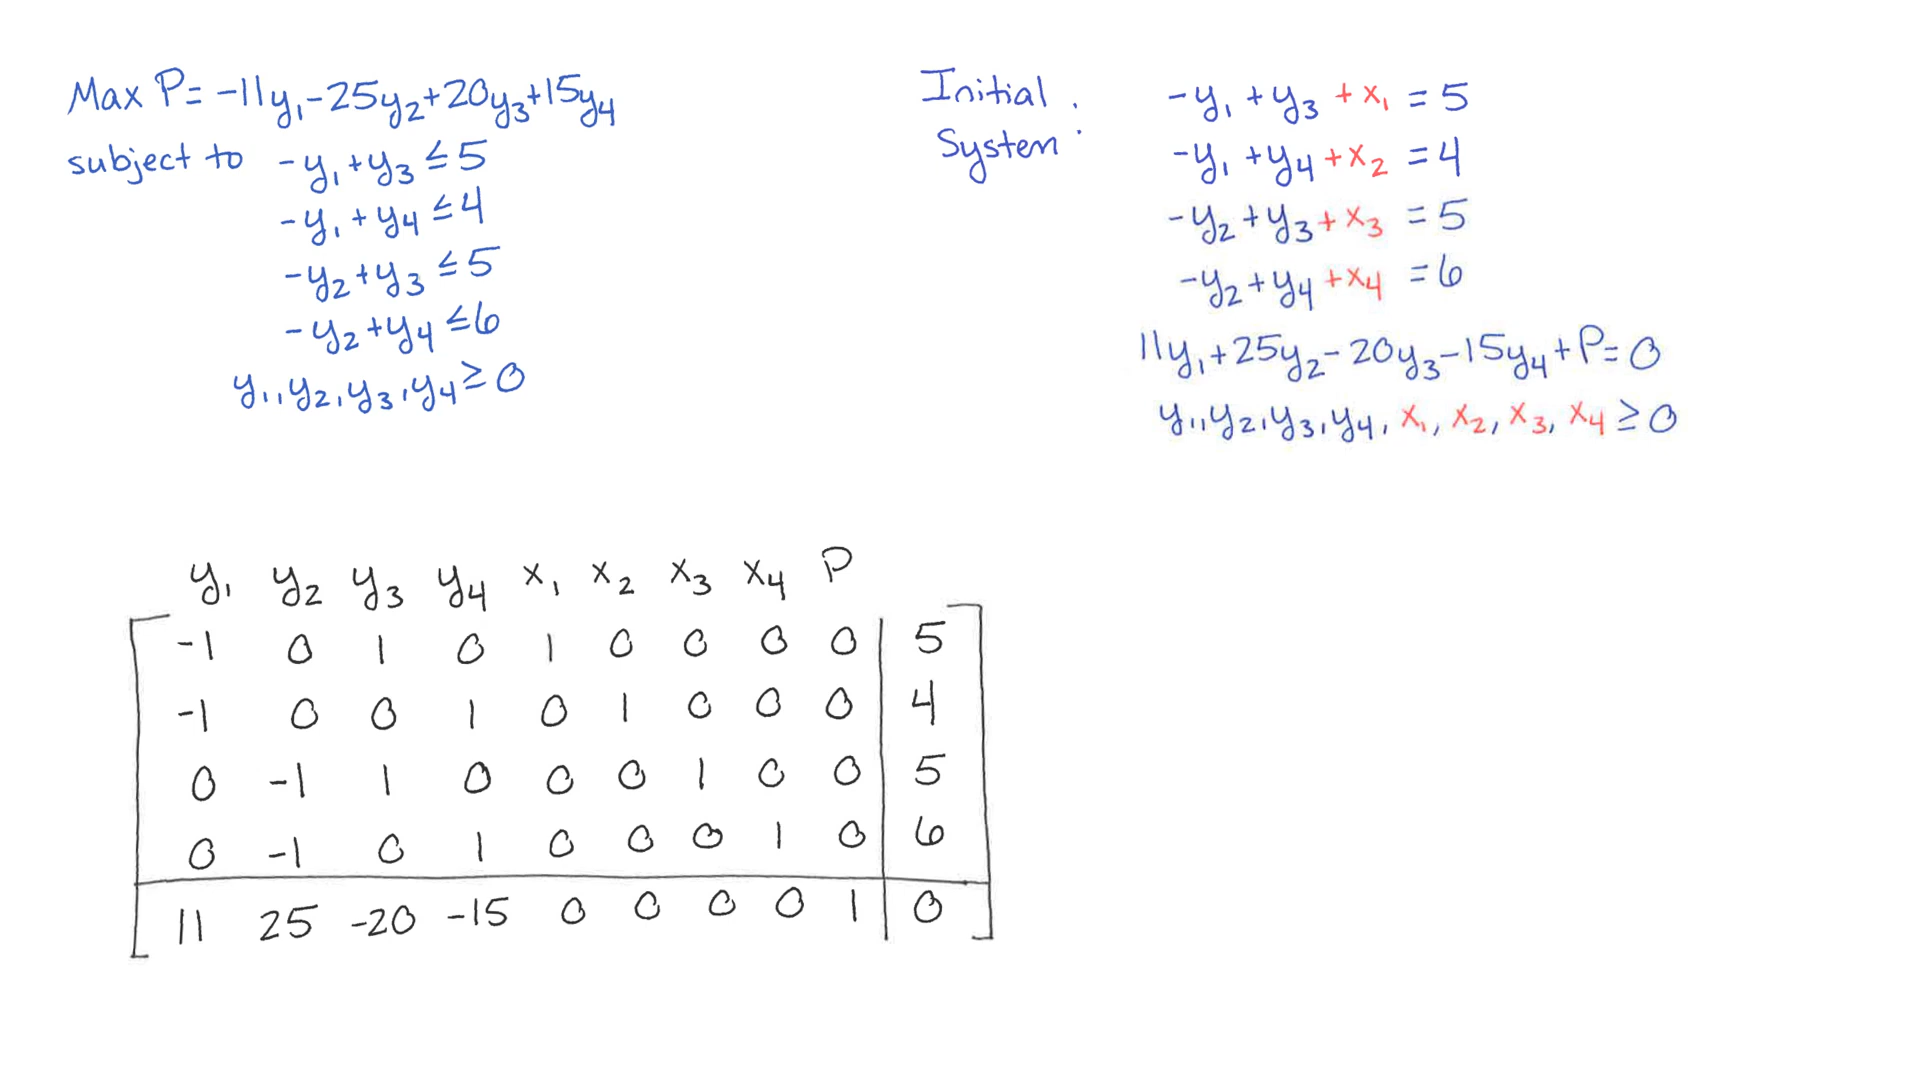 Max P= -11y₁-25y₂+20y₃+15y₄
subject to -y₁+y₃ ≤5
-y₁+y₄ ≤4
-y₂+y₃ ≤5
-y₂+y₄ ≤6
y₁,y₂,y₃,y₄≥0
Initial System:
-y₁+y₃+x₁=5
-y₁+y₄+x₂=4
-y₂+y₃+x₃=5
-y₂+y₄+x₄=6
11y₁+25y₂-20y₃-15y₄+P=0
y₁,y₂,y₃,y₄,x₁,x₂,x₃,x₄≥0
y₁ y₂ y₃ y₄ x₁ x₂ x₃ x₄ P
-1 0 1 0 1 0 0 0 0 5
-1 0 0 1 0 1 0 0 0 4
0 -1 1 0 0 0 1 0 0 5
0 -1 0 1 0 0 0 1 0 6
11 25 -20 -15 0 0 0 0 1 0